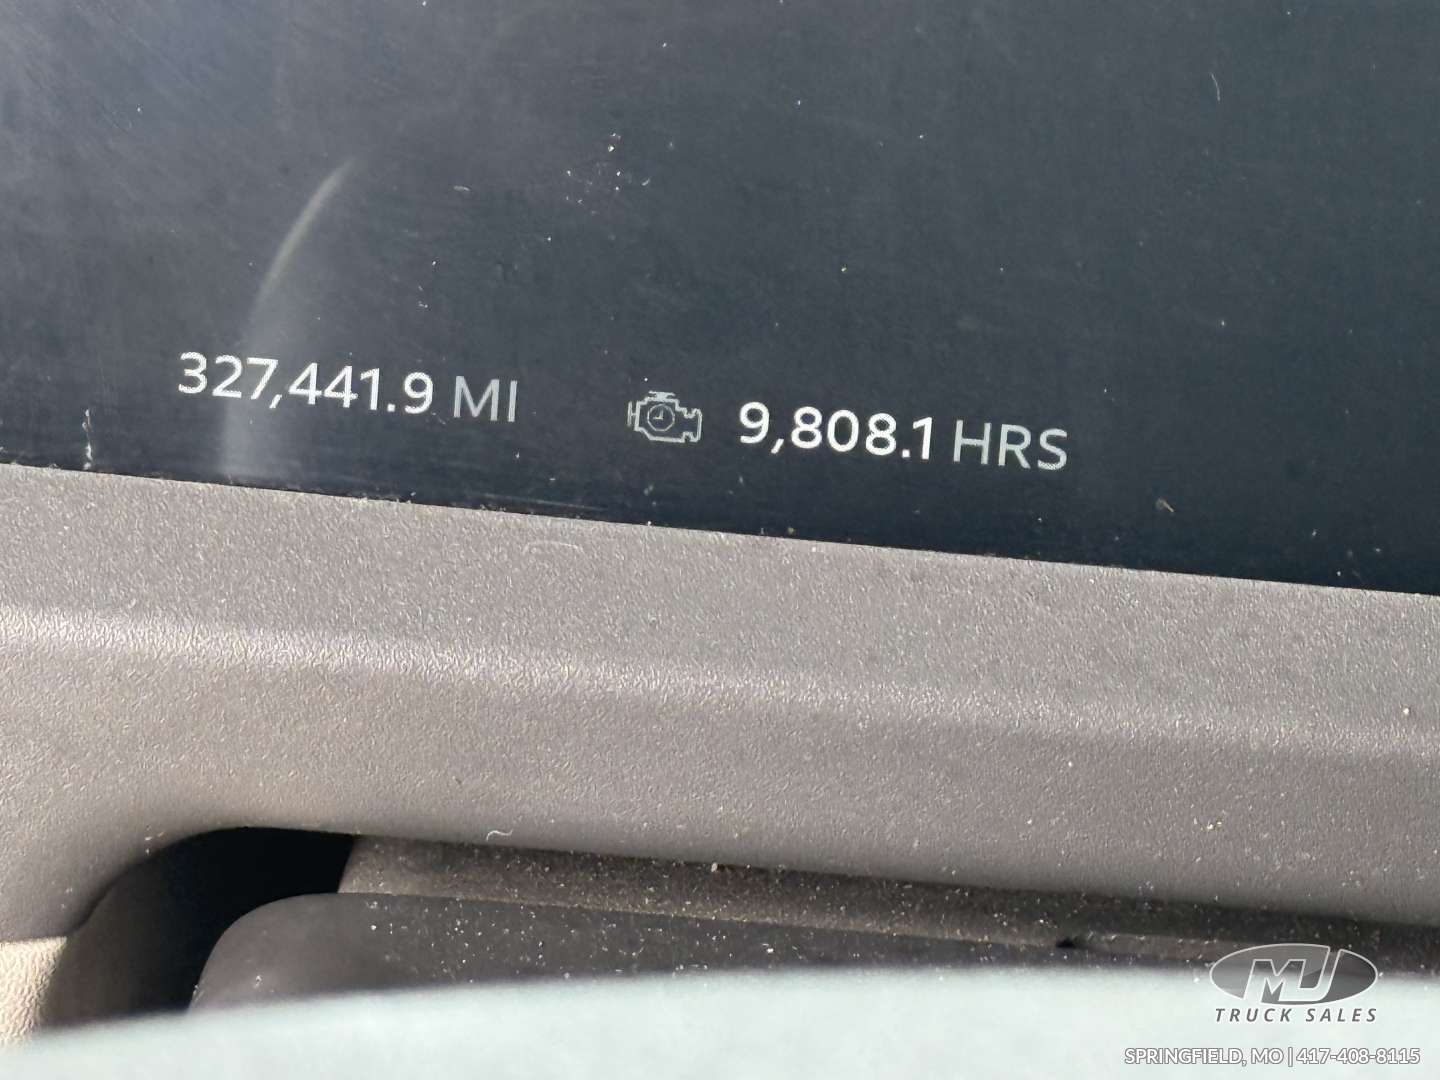 327,441.9 MI 9,808.1 HRS
MJ
TRUCK SALES
SPRINGFIELD, MO | 417-408-8115